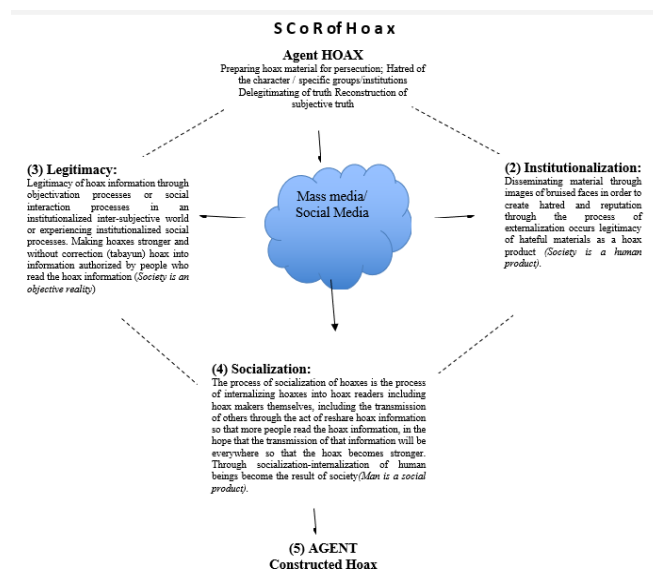 S C o R of H o a x
Agent HOAX
Preparing hoax material for persecution; Hatred of
the character / specific groups/institutions
Delegitimating of truth Reconstruction of
subjective truth
(3) Legitimacy:
Legitimacy of hoax information through
objectivation processes or social
interaction processes in an
institutionalized inter-subjective world
or experiencing institutionalized social
processes. Making hoaxes stronger and
without correction (tabayun) hoax into
information authorized by people who
read the hoax information (Society is an
objective reality)
Mass media/
Social Media
(2) Institutionalization:
Disseminating material through
images of bruised faces in order to
create hatred and reputation
through the process of
externalization occurs legitimacy
of hateful materials as a hoax
product (Society is a human
product).
(4) Socialization:
The process of socialization of hoaxes is the process
of internalizing hoaxes into hoax readers including
hoax makers themselves, including the transmission
of others through the act of reshare hoax information
so that more people read the hoax information, in the
hope that the transmission of that information will be
everywhere so that the hoax becomes stronger.
Through socialization-internalization of human
beings become the result of society(Man is a social
product).
(5) AGENT
Constructed Hoax